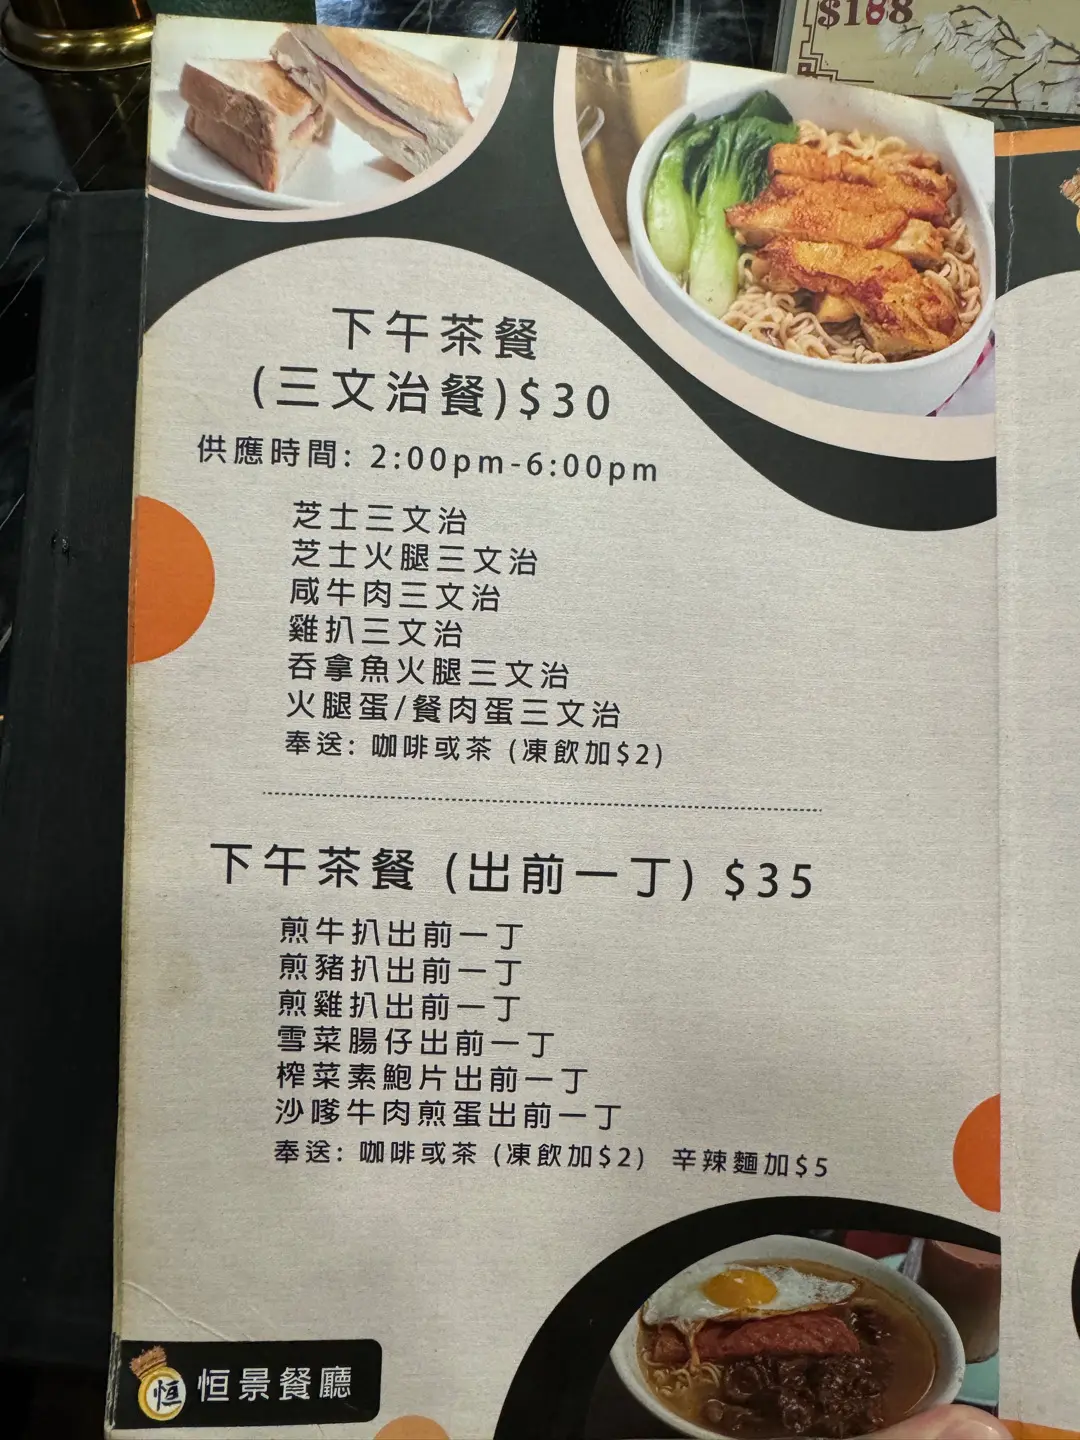 $188
下午茶餐
(三文治餐)$30
供應時間: 2:00pm-6:00pm
芝士三文治
芝士火腿三文治
咸牛肉三文治
雞扒三文治
吞拿魚火腿三文治
火腿蛋/餐肉蛋三文治
奉送: 咖啡或茶 (凍飲加$2)
下午茶餐 (出前一丁) $35
煎牛扒出前一丁
煎豬扒出前一丁
煎雞扒出前一丁
雪菜腸仔出前一丁
榨菜素鮑片出前一丁
沙嗲牛肉煎蛋出前一丁
奉送: 咖啡或茶 (凍飲加$2) 辛辣麵加$5
恒 恒景餐廳